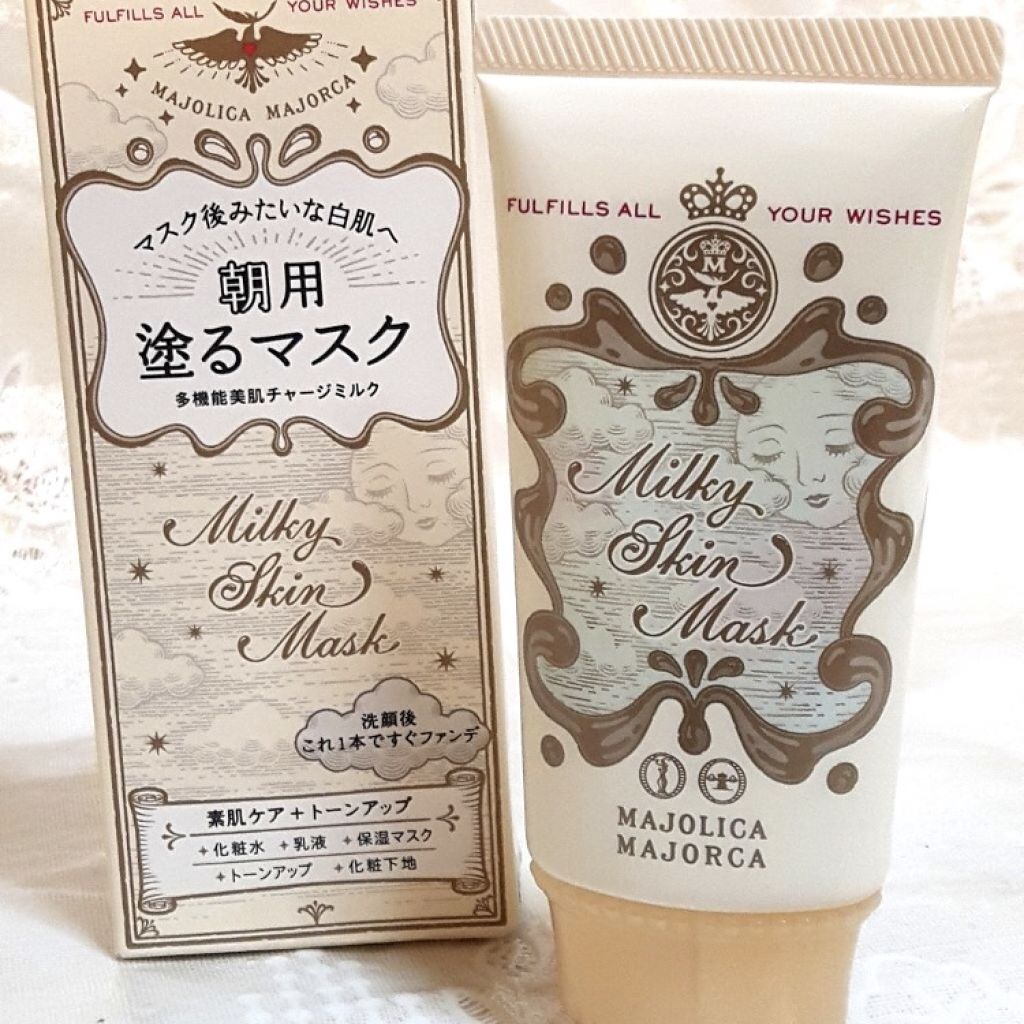 FULFILLS ALL YOUR WISHES
MAJOLICA MAJORCA
マスク後みたいな白肌へ
朝用
塗るマスク
多機能美肌チャージミルク
Milky
Skin
Mask
洗顔後
これ1本ですぐファンデ
素肌ケア+トーンアップ
+化粧水 +乳液 +保湿マスク
+トーンアップ +化粧下地
FULFILLS ALL YOUR WISHES
M
Milky
Skin
Mask
MAJOLICA
MAJORCA